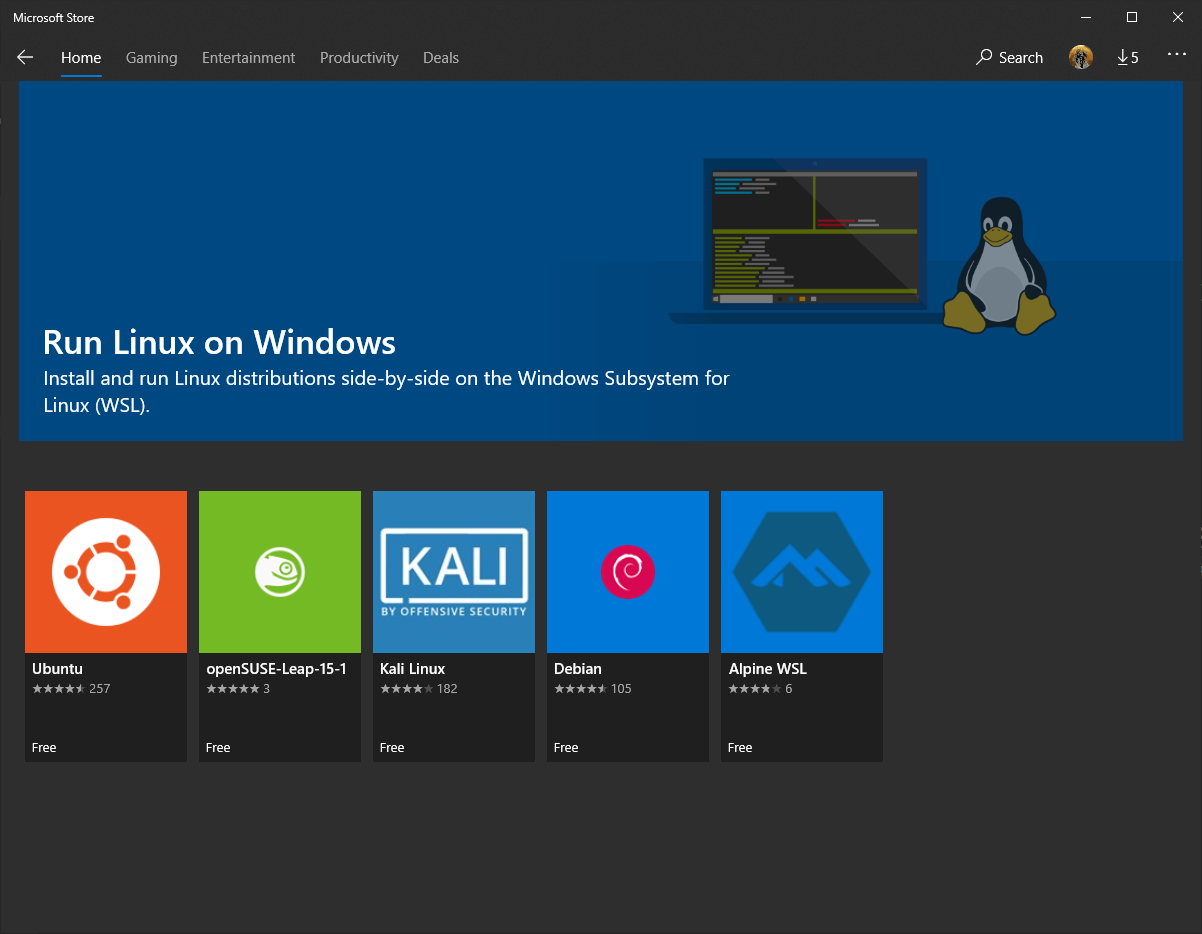 Microsoft Store
Home Gaming Entertainment Productivity Deals Search 5
Run Linux on Windows
Install and run Linux distributions side-by-side on the Windows Subsystem for
Linux (WSL).
KALI
BY OFFENSIVE SECURITY
Ubuntu openSUSE-Leap-15-1 Kali Linux Debian Alpine WSL
257 3 182 105 6
Free Free Free Free Free